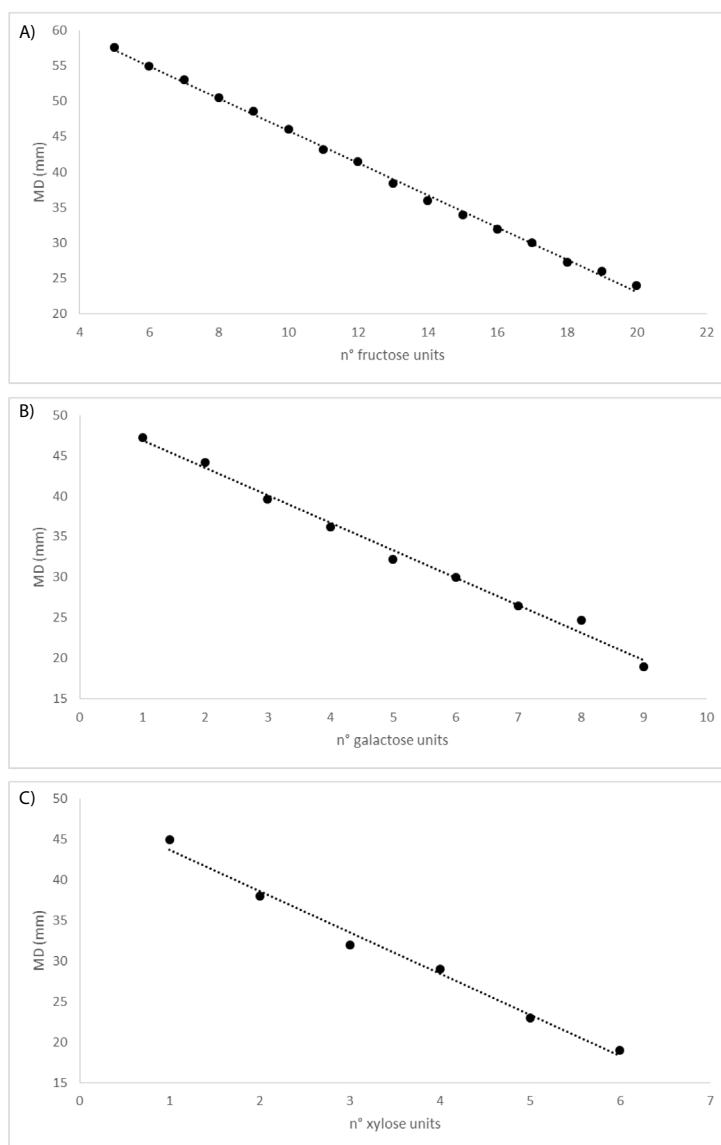 A)
60
55
50
45
40
35
30
25
20
MD (mm)
4 6 8 10 12 14 16 18 20 22
n° fructose units
B)
50
45
40
35
30
25
20
15
MD (mm)
0 1 2 3 4 5 6 7 8 9 10
n° galactose units
C)
50
45
40
35
30
25
20
15
MD (mm)
0 1 2 3 4 5 6 7
n° xylose units